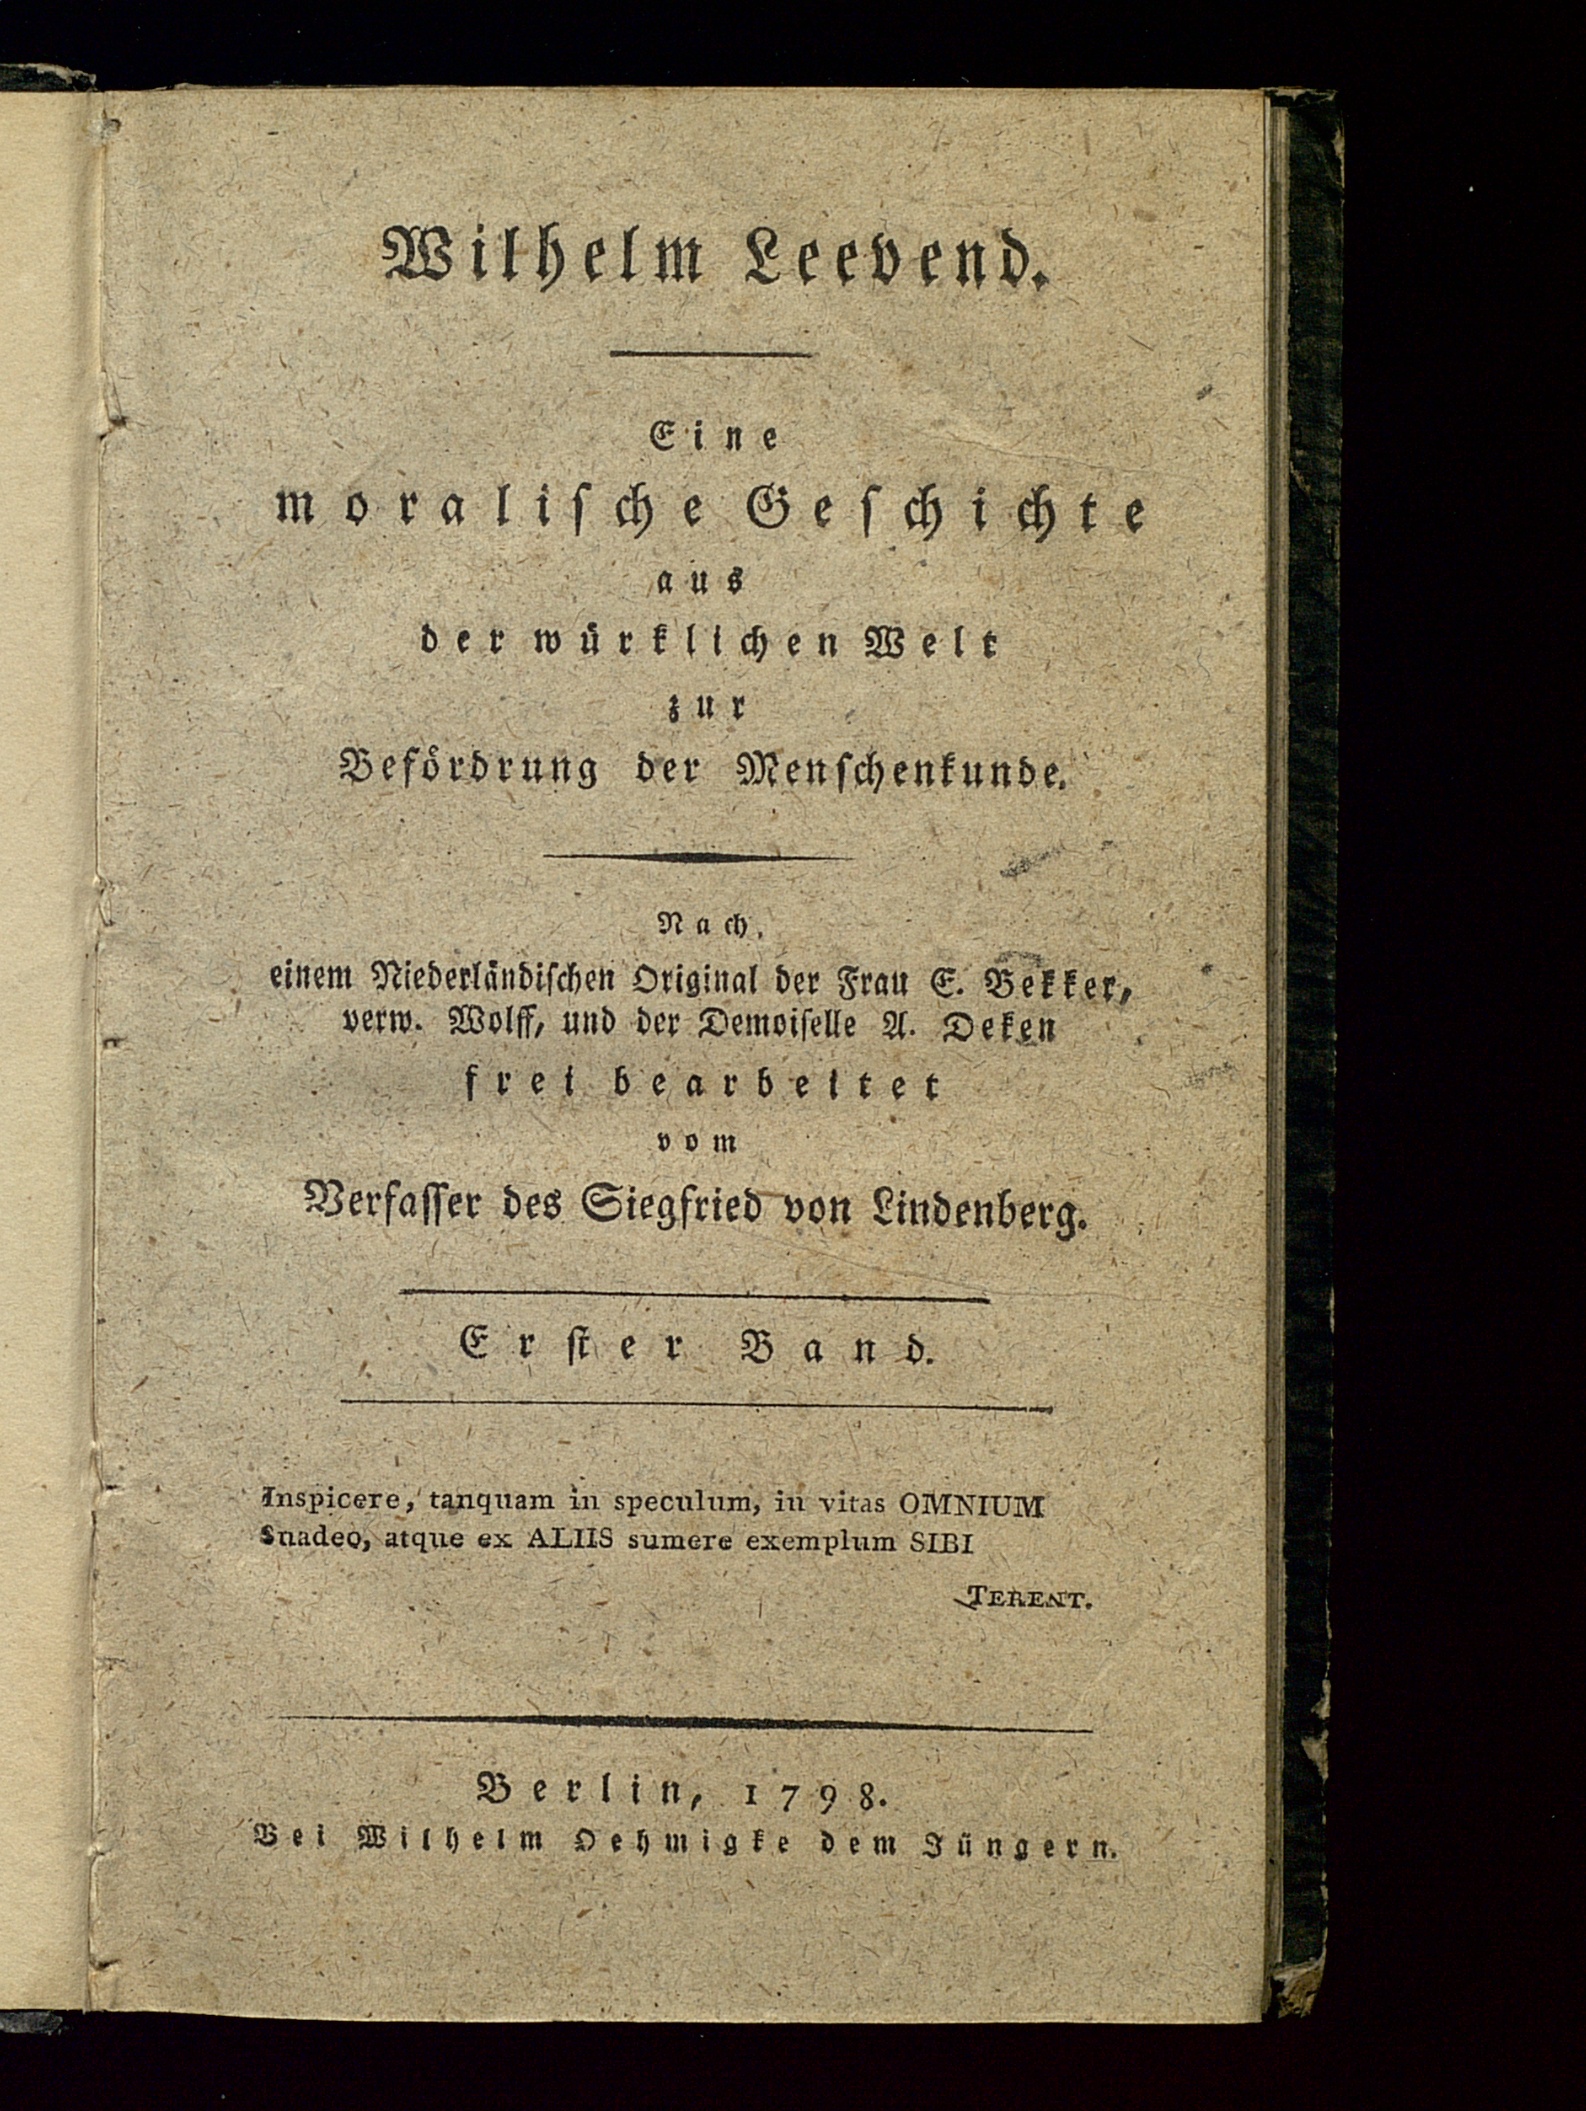 Wilhelm Leevend.
Eine
moralische Geschichte
aus
der würklichen Welt
zur
Befördrung der Menschenkunde.
Nach
einem Niederländischen Original der Frau E. Bekker,
verw. Wolff, und der Demoiselle A. Deken
frei bearbeitet
vom
Verfasser des Siegfried von Lindenberg.
Erster Band.
Inspicere, tanquam in speculum, in vitas OMNIUM
Suadeo, atque ex ALIIS sumere exemplum SIBI
TERENT.
Berlin, 1798.
Bei Wilhelm Oehmigke dem Jüngern.